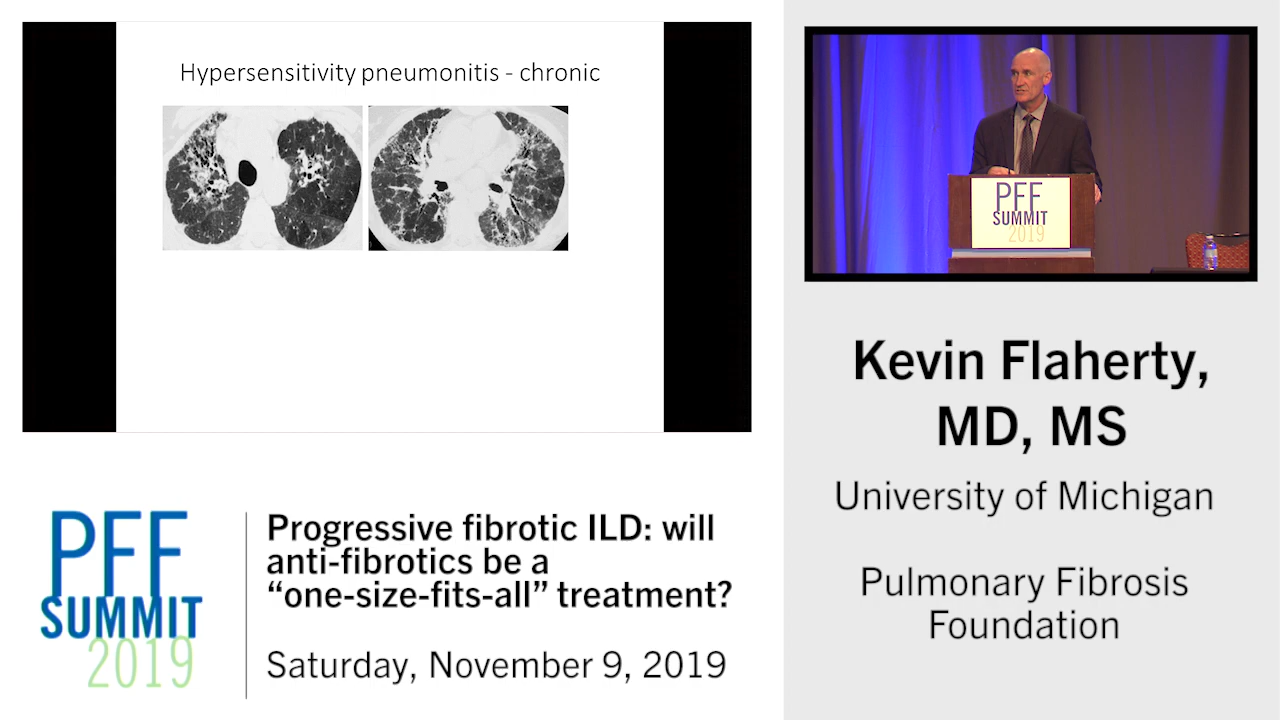 Hypersensitivity pneumonitis - chronic
PFF
SUMMIT
2019
Kevin Flaherty,
MD, MS
University of Michigan
Pulmonary Fibrosis
Foundation
PFF
SUMMIT
2019
Progressive fibrotic ILD: will
anti-fibrotics be a
“one-size-fits-all” treatment?
Saturday, November 9, 2019